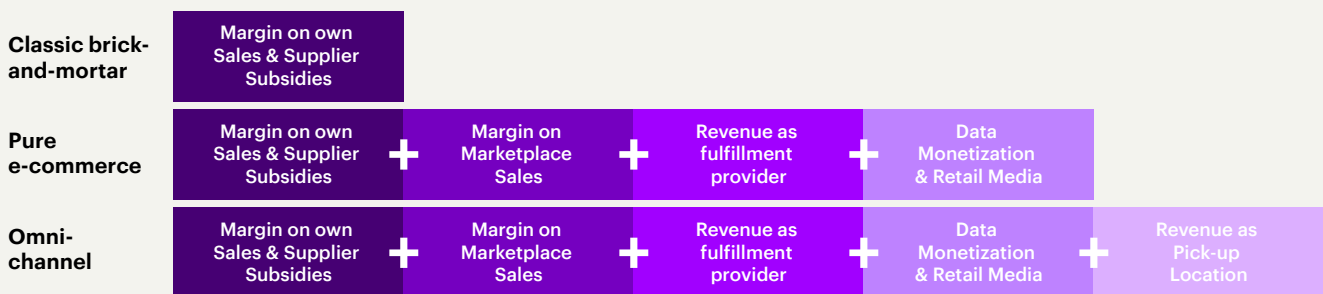 Classic brick-
and-mortar
Margin on own
Sales & Supplier
Subsidies
Pure
e-commerce
Margin on own
Sales & Supplier
Subsidies
+
Margin on
Marketplace
Sales
+
Revenue as
fulfillment
provider
+
Data
Monetization
& Retail Media
Omni-
channel
Margin on own
Sales & Supplier
Subsidies
+
Margin on
Marketplace
Sales
+
Revenue as
fulfillment
provider
+
Data
Monetization
& Retail Media
+
Revenue as
Pick-up
Location